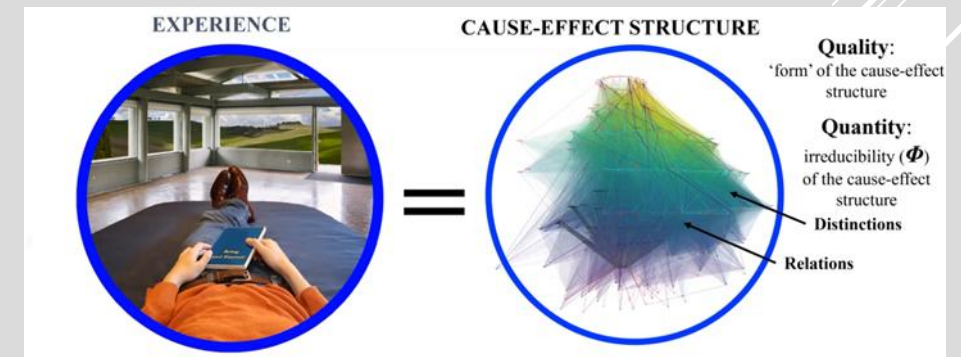 EXPERIENCE
CAUSE-EFFECT STRUCTURE
Quality:
'form' of the cause-effect
structure
Quantity:
irreducibility (Φ)
of the cause-effect
structure
Distinctions
Relations
=